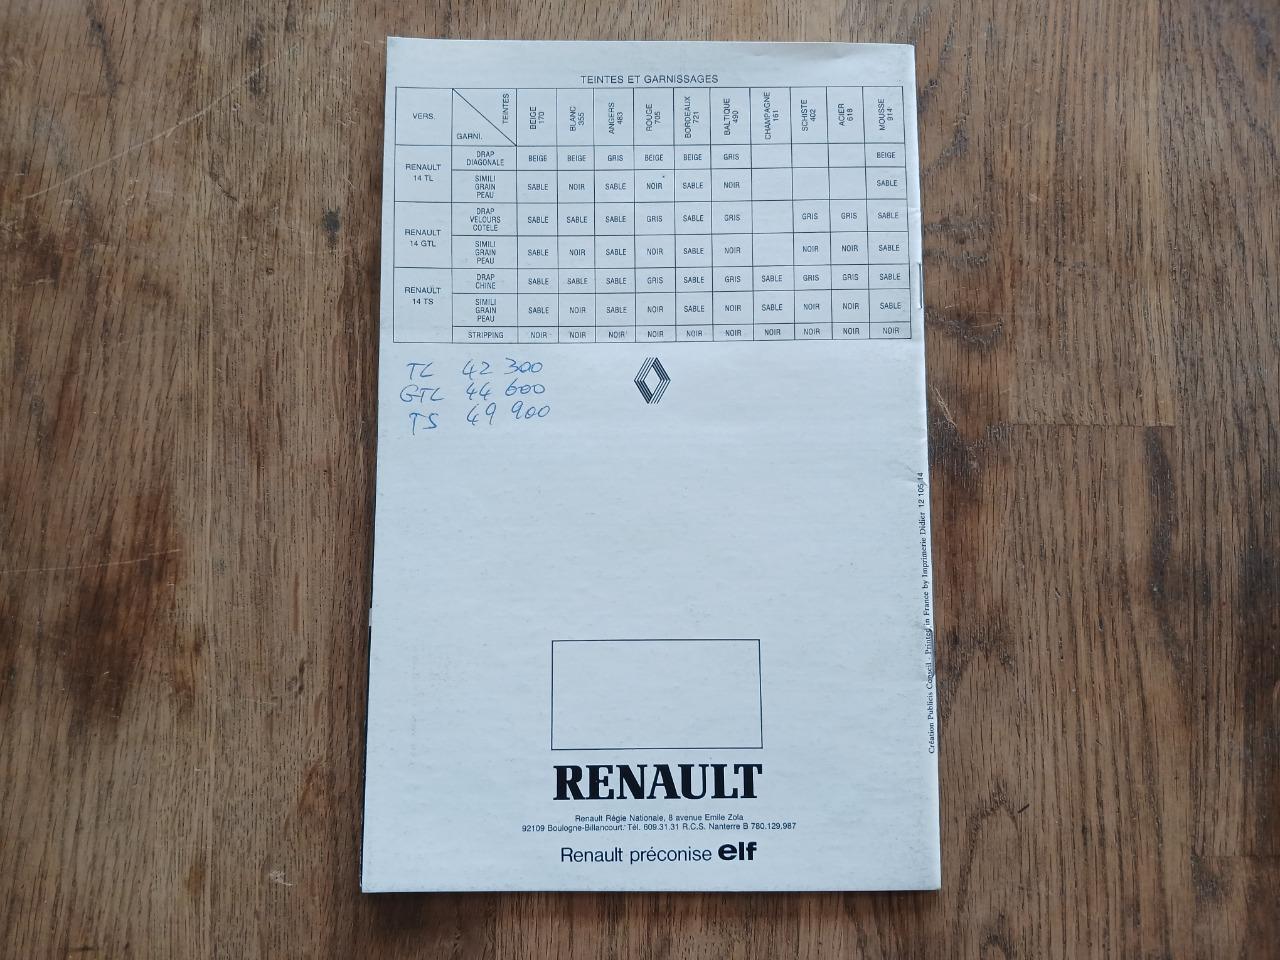 TEINTES ET GARNISSAGES
VERS. GARNI. TEINTES BEIGE 170 BLANC 355 ANGERS 483 ROUGE 705 BORDEAUX 721 BALTIQUE 490 CHAMPAGNE 161 SCHISTE 402 ACIER 618 MOUSSE 914
RENAULT 14 TL
DRAP DIAGONALE BEIGE BEIGE GRIS BEIGE BEIGE GRIS BEIGE
SIMILI GRAIN PEAU SABLE NOIR SABLE NOIR SABLE NOIR SABLE
RENAULT 14 GTL
DRAP VELOURS COTELE SABLE SABLE SABLE GRIS SABLE GRIS GRIS GRIS SABLE
SIMILI GRAIN PEAU SABLE NOIR SABLE NOIR SABLE NOIR NOIR NOIR SABLE
RENAULT 14 TS
DRAP CHINE SABLE SABLE SABLE GRIS SABLE GRIS SABLE GRIS GRIS SABLE
SIMILI GRAIN PEAU SABLE NOIR SABLE NOIR SABLE NOIR SABLE NOIR NOIR SABLE
STRIPPING NOIR NOIR NOIR NOIR NOIR NOIR NOIR NOIR NOIR NOIR
TL 42 300
GTL 44 600
TS 49 900
Création Publicis Conseil - Printed in France by Imprimerie Didier 12 105 14
RENAULT
Renault Régie Nationale, 8 avenue Emile Zola
92109 Boulogne-Billancourt. Tél. 609.31.31 R.C.S. Nanterre B 780.129.987
Renault préconise elf